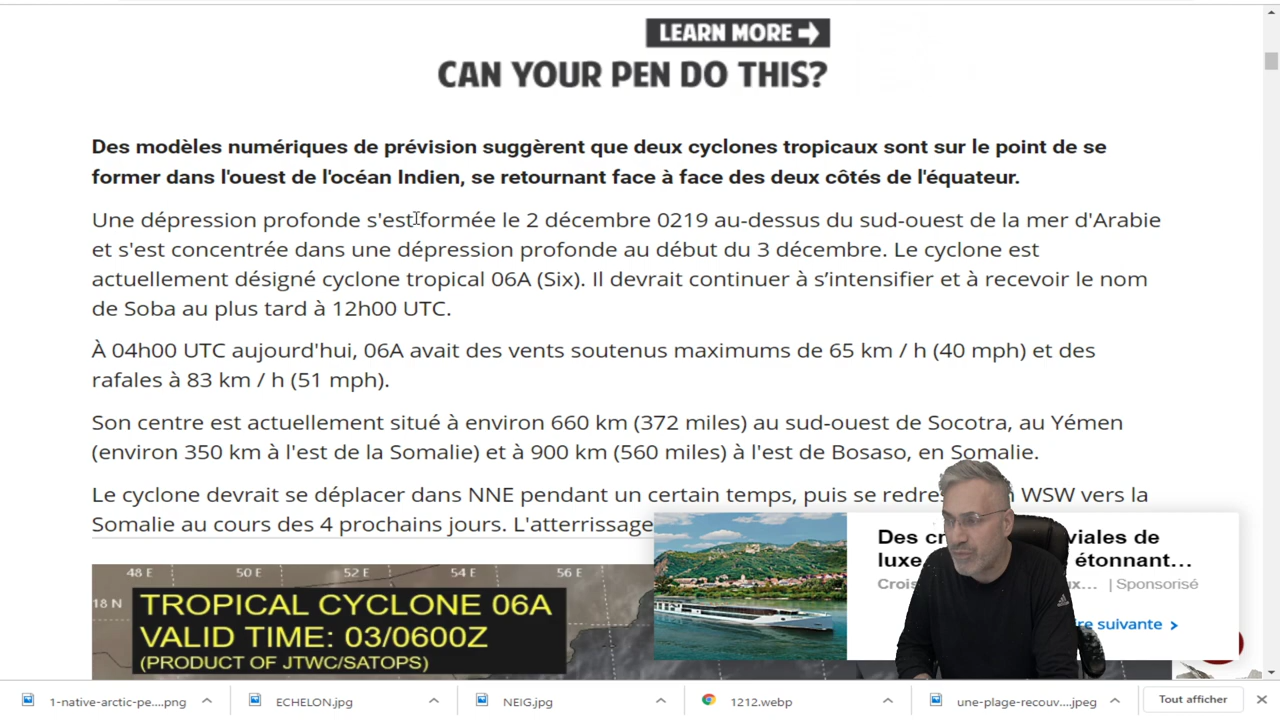 LEARN MORE
CAN YOUR PEN DO THIS?
Des modèles numériques de prévision suggèrent que deux cyclones tropicaux sont sur le point de se
former dans l'ouest de l'océan Indien, se retournant face à face des deux côtés de l'équateur.
Une dépression profonde s'est formée le 2 décembre 0219 au-dessus du sud-ouest de la mer d'Arabie
et s'est concentrée dans une dépression profonde au début du 3 décembre. Le cyclone est
actuellement désigné cyclone tropical 06A (Six). Il devrait continuer à s’intensifier et à recevoir le nom
de Soba au plus tard à 12h00 UTC.
À 04h00 UTC aujourd'hui, 06A avait des vents soutenus maximums de 65 km / h (40 mph) et des
rafales à 83 km / h (51 mph).
Son centre est actuellement situé à environ 660 km (372 miles) au sud-ouest de Socotra, au Yémen
(environ 350 km à l'est de la Somalie) et à 900 km (560 miles) à l'est de Bosaso, en Somalie.
Le cyclone devrait se déplacer dans NNE pendant un certain temps, puis se WSW vers la
Somalie au cours des 4 prochains jours. L'atterrissage
48 E 50 E 52 E 54 E 56 E
18 N
TROPICAL CYCLONE 06A
VALID TIME: 03/0600Z
(PRODUCT OF JTWC/SATOPS)
Des viales de
luxe étonnant…
| Sponsorisé
suivante >
1-native-arctic-pe....png
ECHELON.jpg
NEIG.jpg
1212.webp
une-plage-recouv....jpeg
Tout afficher